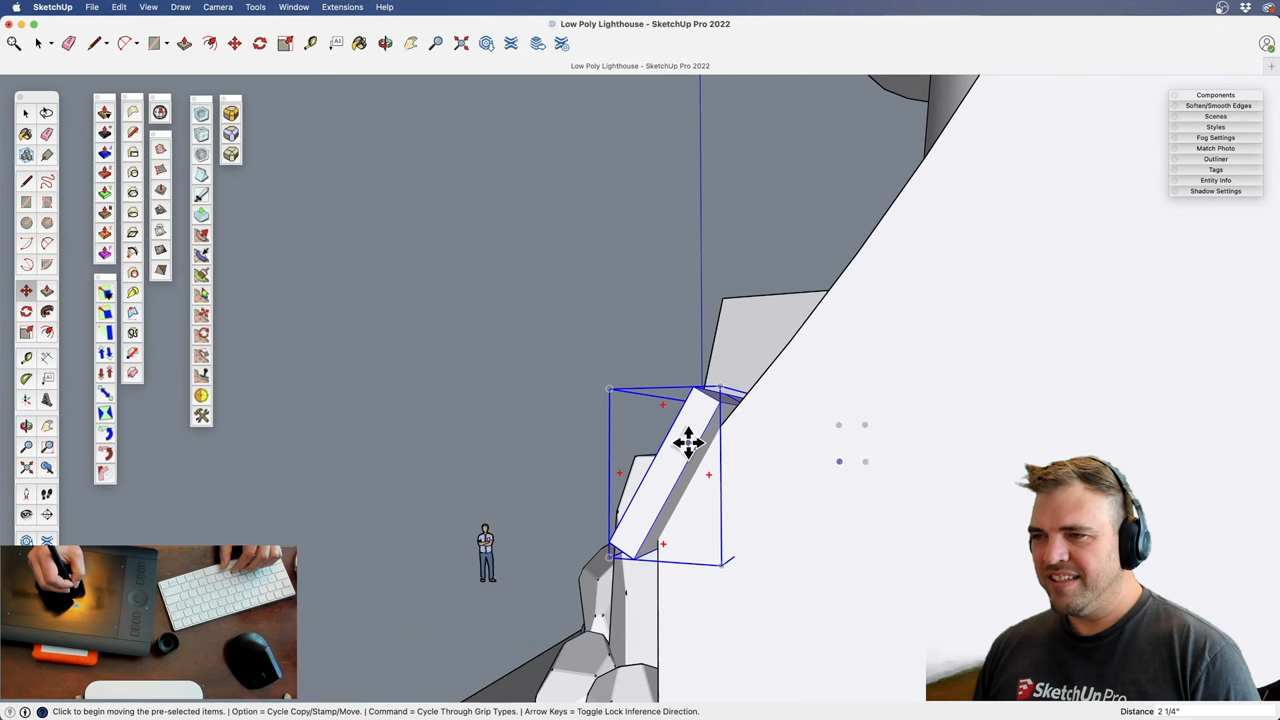 SketchUp File Edit View Draw Camera Tools Window Extensions Help
Low Poly Lighthouse - SketchUp Pro 2022
Low Poly Lighthouse - SketchUp Pro 2022
Components
Soften/Smooth Edges
Scenes
Styles
Fog Settings
Match Photo
Outliner
Tags
Entity Info
Shadow Settings
SketchUp Pro
Click to begin moving the pre-selected items. | Option = Cycle Copy/Stamp/Move. | Command = Cycle Through Grip Types. | Arrow Keys = Toggle Lock Inference Direction.
Distance 2 1/4"